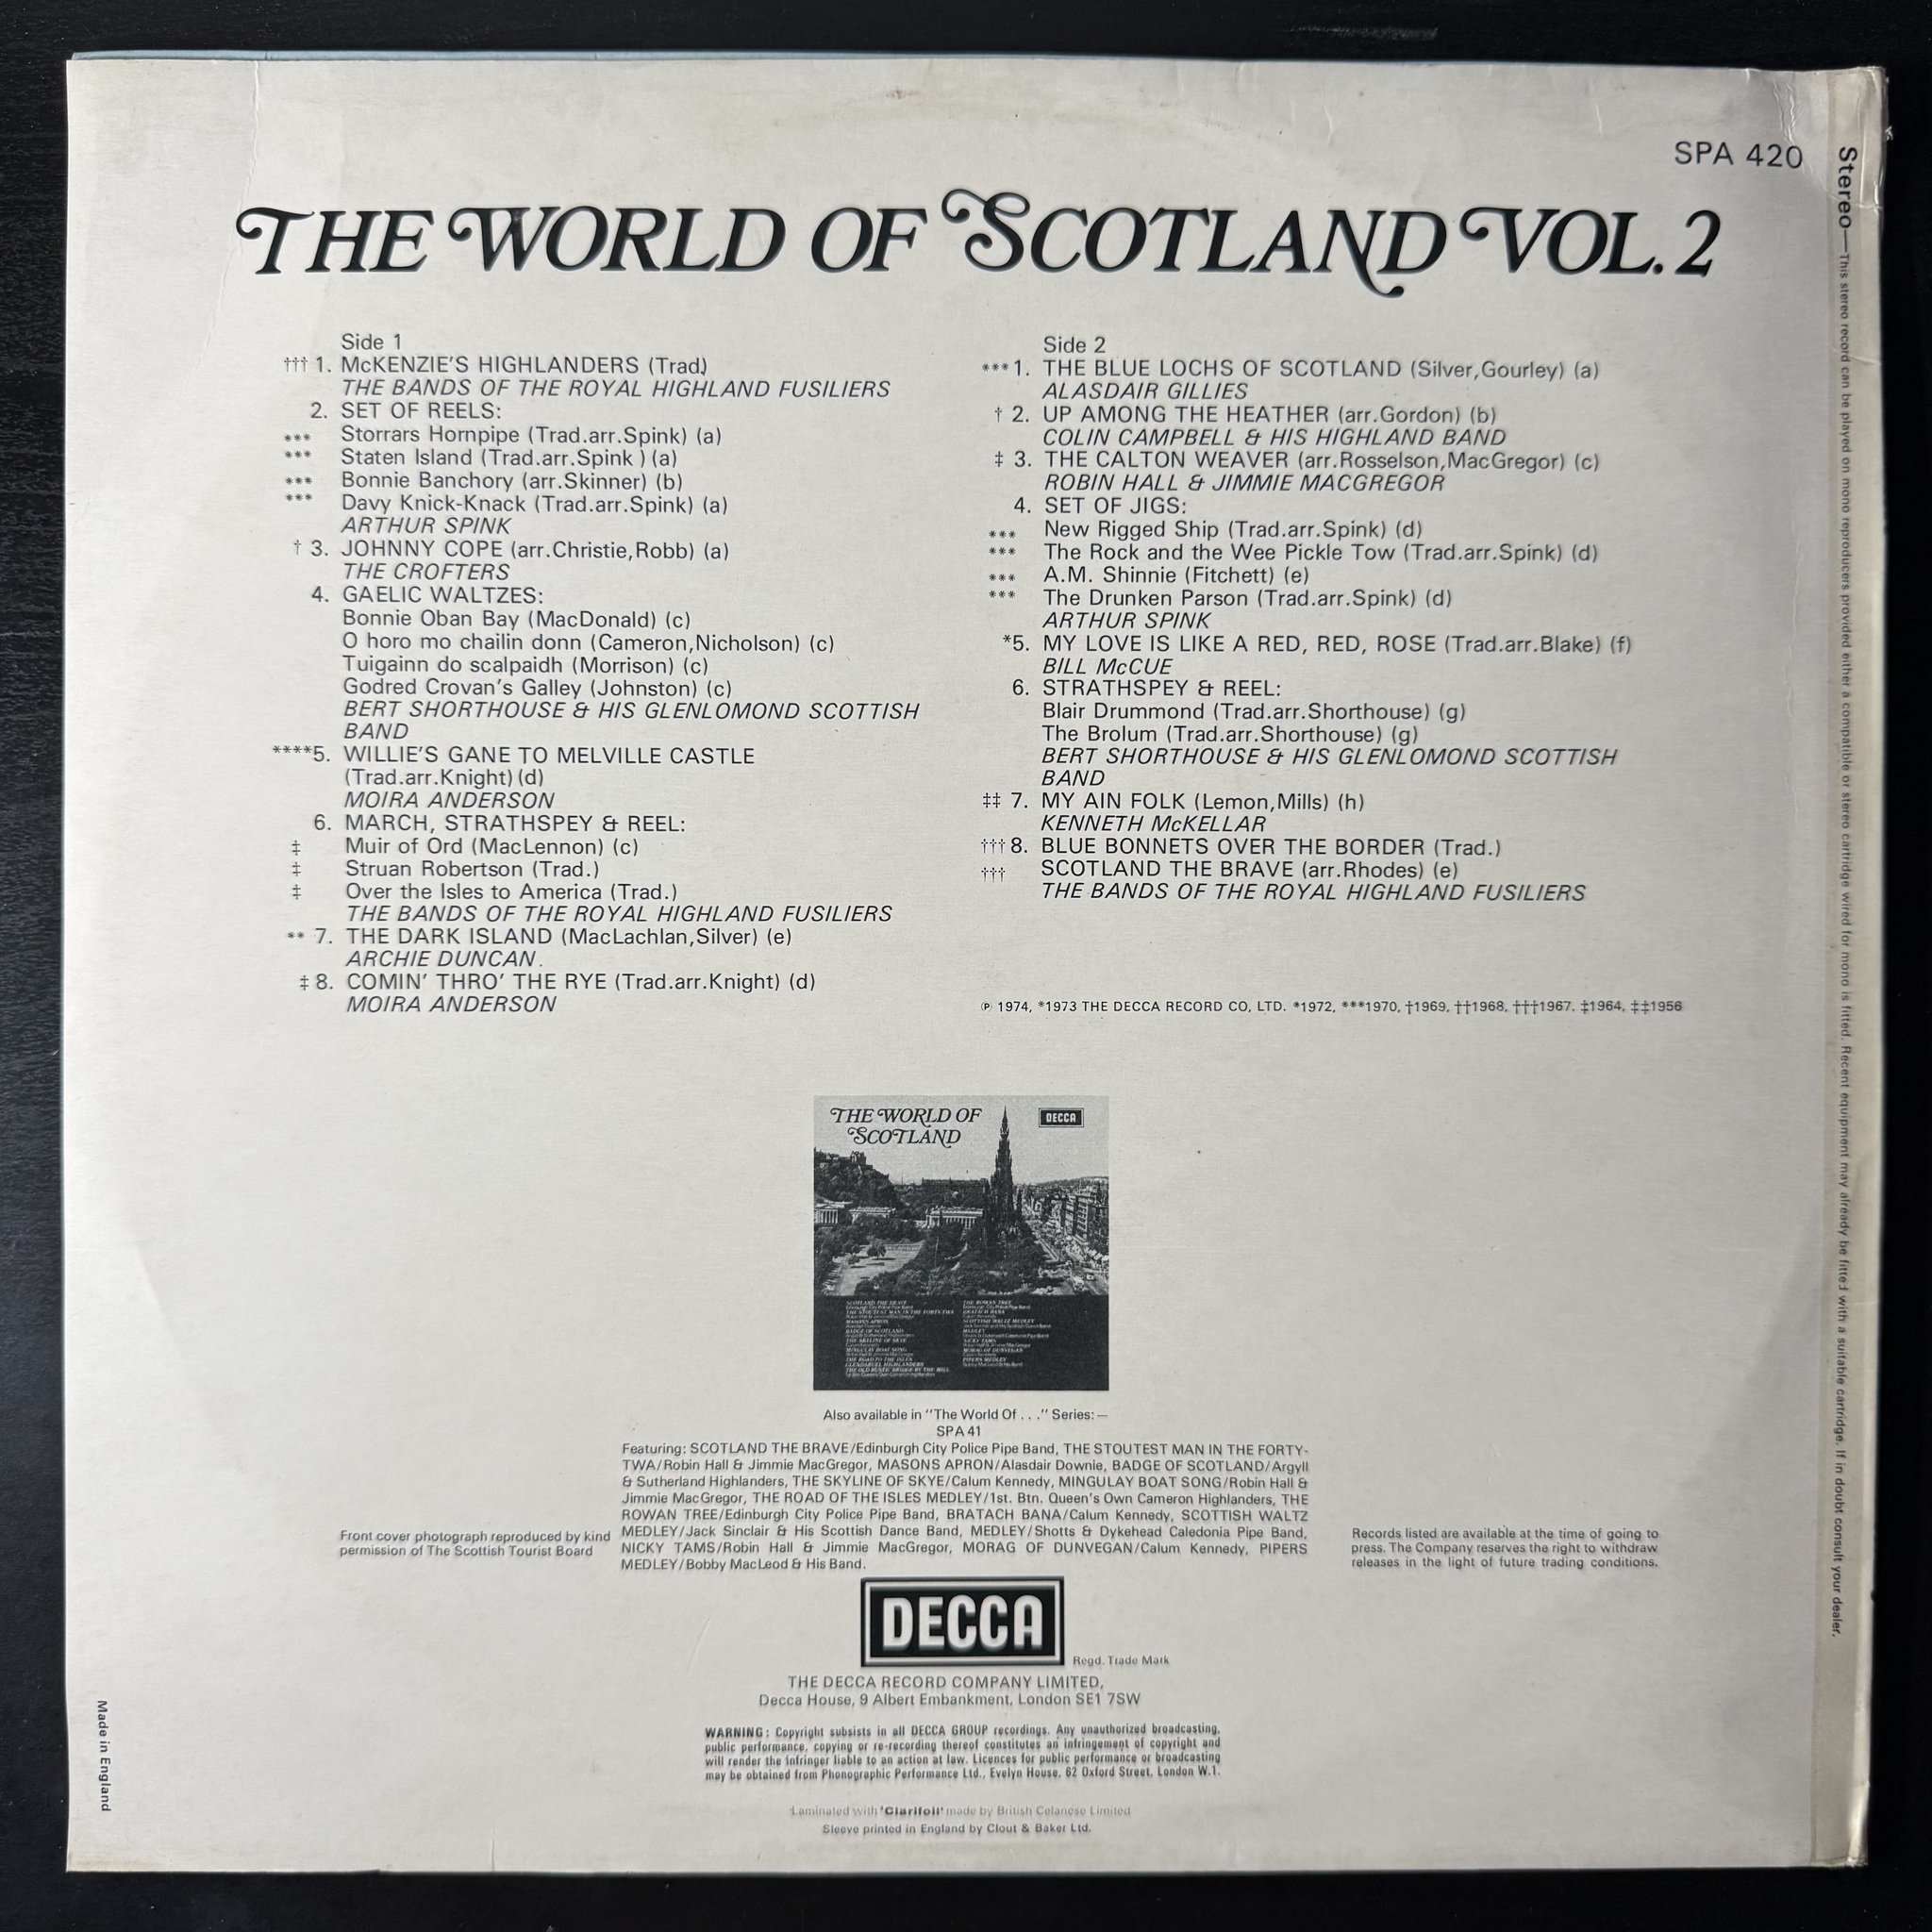 SPA 420
THE WORLD OF SCOTLAND VOL. 2
Side 1
††† 1. McKENZIE'S HIGHLANDERS (Trad.)
THE BANDS OF THE ROYAL HIGHLAND FUSILIERS
2. SET OF REELS:
*** Storrars Hornpipe (Trad.arr.Spink) (a)
*** Staten Island (Trad.arr.Spink ) (a)
*** Bonnie Banchory (arr.Skinner) (b)
*** Davy Knick-Knack (Trad.arr.Spink) (a)
ARTHUR SPINK
† 3. JOHNNY COPE (arr.Christie,Robb) (a)
THE CROFTERS
4. GAELIC WALTZES:
Bonnie Oban Bay (MacDonald) (c)
O horo mo chailin donn (Cameron,Nicholson) (c)
Tuigainn do scalpaidh (Morrison) (c)
Godred Crovan's Galley (Johnston) (c)
BERT SHORTHOUSE & HIS GLENLOMOND SCOTTISH
BAND
****5. WILLIE'S GANE TO MELVILLE CASTLE
(Trad.arr.Knight) (d)
MOIRA ANDERSON
6. MARCH, STRATHSPEY & REEL:
‡ Muir of Ord (MacLennon) (c)
‡ Struan Robertson (Trad.)
‡ Over the Isles to America (Trad.)
THE BANDS OF THE ROYAL HIGHLAND FUSILIERS
** 7. THE DARK ISLAND (MacLachlan,Silver) (e)
ARCHIE DUNCAN.
‡ 8. COMIN' THRO' THE RYE (Trad.arr.Knight) (d)
MOIRA ANDERSON
Side 2
***1. THE BLUE LOCHS OF SCOTLAND (Silver,Gourley) (a)
ALASDAIR GILLIES
† 2. UP AMONG THE HEATHER (arr.Gordon) (b)
COLIN CAMPBELL & HIS HIGHLAND BAND
‡ 3. THE CALTON WEAVER (arr.Rosselson,MacGregor) (c)
ROBIN HALL & JIMMIE MACGREGOR
4. SET OF JIGS:
*** New Rigged Ship (Trad.arr.Spink) (d)
*** The Rock and the Wee Pickle Tow (Trad.arr.Spink) (d)
*** A.M. Shinnie (Fitchett) (e)
*** The Drunken Parson (Trad.arr.Spink) (d)
ARTHUR SPINK
*5. MY LOVE IS LIKE A RED, RED, ROSE (Trad.arr.Blake) (f)
BILL McCUE
6. STRATHSPEY & REEL:
Blair Drummond (Trad.arr.Shorthouse) (g)
The Brolum (Trad.arr.Shorthouse) (g)
BERT SHORTHOUSE & HIS GLENLOMOND SCOTTISH
BAND
‡‡ 7. MY AIN FOLK (Lemon,Mills) (h)
KENNETH McKELLAR
††† 8. BLUE BONNETS OVER THE BORDER (Trad.)
††† SCOTLAND THE BRAVE (arr.Rhodes) (e)
THE BANDS OF THE ROYAL HIGHLAND FUSILIERS
℗ 1974, *1973 THE DECCA RECORD CO, LTD. *1972, ***1970, †1969, ††1968, †††1967. ‡1964, ‡‡1956
THE WORLD OF
SCOTLAND
DECCA
Also available in "The World Of . . ." Series:—
SPA 41
Featuring: SCOTLAND THE BRAVE/Edinburgh City Police Pipe Band, THE STOUTEST MAN IN THE FORTY-
TWA/Robin Hall & Jimmie MacGregor, MASONS APRON/Alasdair Downie, BADGE OF SCOTLAND/Argyll
& Sutherland Highlanders, THE SKYLINE OF SKYE/Calum Kennedy, MINGULAY BOAT SONG/Robin Hall &
Jimmie MacGregor, THE ROAD OF THE ISLES MEDLEY/1st. Btn. Queen's Own Cameron Highlanders, THE
ROWAN TREE/Edinburgh City Police Pipe Band, BRATACH BANA/Calum Kennedy, SCOTTISH WALTZ
MEDLEY/Jack Sinclair & His Scottish Dance Band, MEDLEY/Shotts & Dykehead Caledonia Pipe Band,
NICKY TAMS/Robin Hall & Jimmie MacGregor, MORAG OF DUNVEGAN/Calum Kennedy, PIPERS
MEDLEY/Bobby MacLeod & His Band.
Front cover photograph reproduced by kind
permission of The Scottish Tourist Board
Records listed are available at the time of going to
press. The Company reserves the right to withdraw
releases in the light of future trading conditions.
DECCA
Regd. Trade Mark
THE DECCA RECORD COMPANY LIMITED,
Decca House, 9 Albert Embankment, London SE1 7SW
WARNING: Copyright subsists in all DECCA GROUP recordings. Any unauthorized broadcasting,
public performance, copying or re-recording thereof constitutes an infringement of copyright and
will render the infringer liable to an action at law. Licences for public performance or broadcasting
may be obtained from Phonographic Performance Ltd., Evelyn House, 62 Oxford Street, London W.1.
Laminated with 'Clarifoil' made by British Celanese Limited
Sleeve printed in England by Clout & Baker Ltd.
Made in England
Stereo—This stereo record can be played on mono reproducers provided either a compatible or stereo cartridge wired for mono is fitted. Recent equipment may already be fitted with a suitable cartridge. If in doubt consult your dealer.